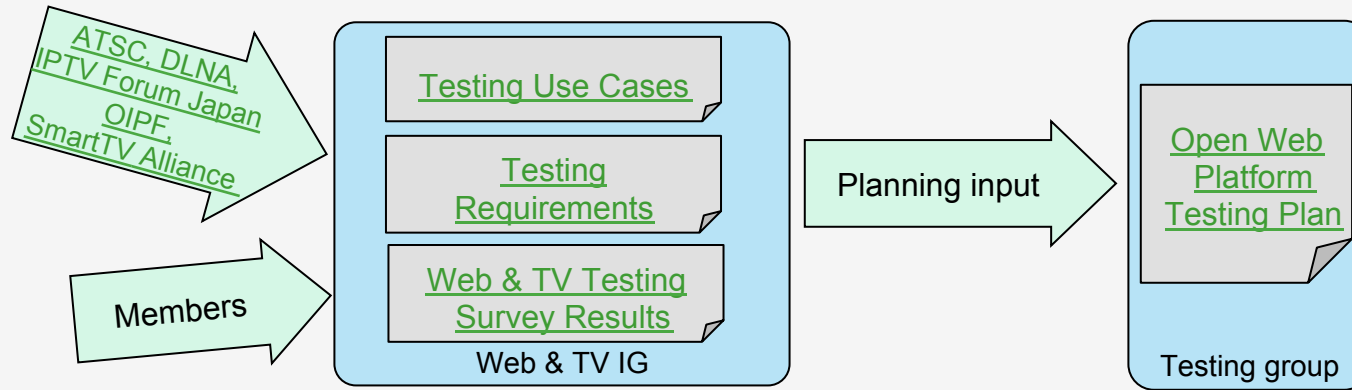 ATSC, DLNA,
IPTV Forum Japan
OIPF,
SmartTV Alliance
Members
Testing Use Cases
Testing
Requirements
Web & TV Testing
Survey Results
Web & TV IG
Planning input
Open Web
Platform
Testing Plan
Testing group